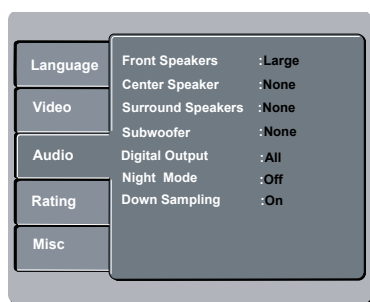 Language
Video
Audio
Rating
Misc
Front Speakers :Large
Center Speaker :None
Surround Speakers :None
Subwoofer :None
Digital Output :All
Night Mode :Off
Down Sampling :On